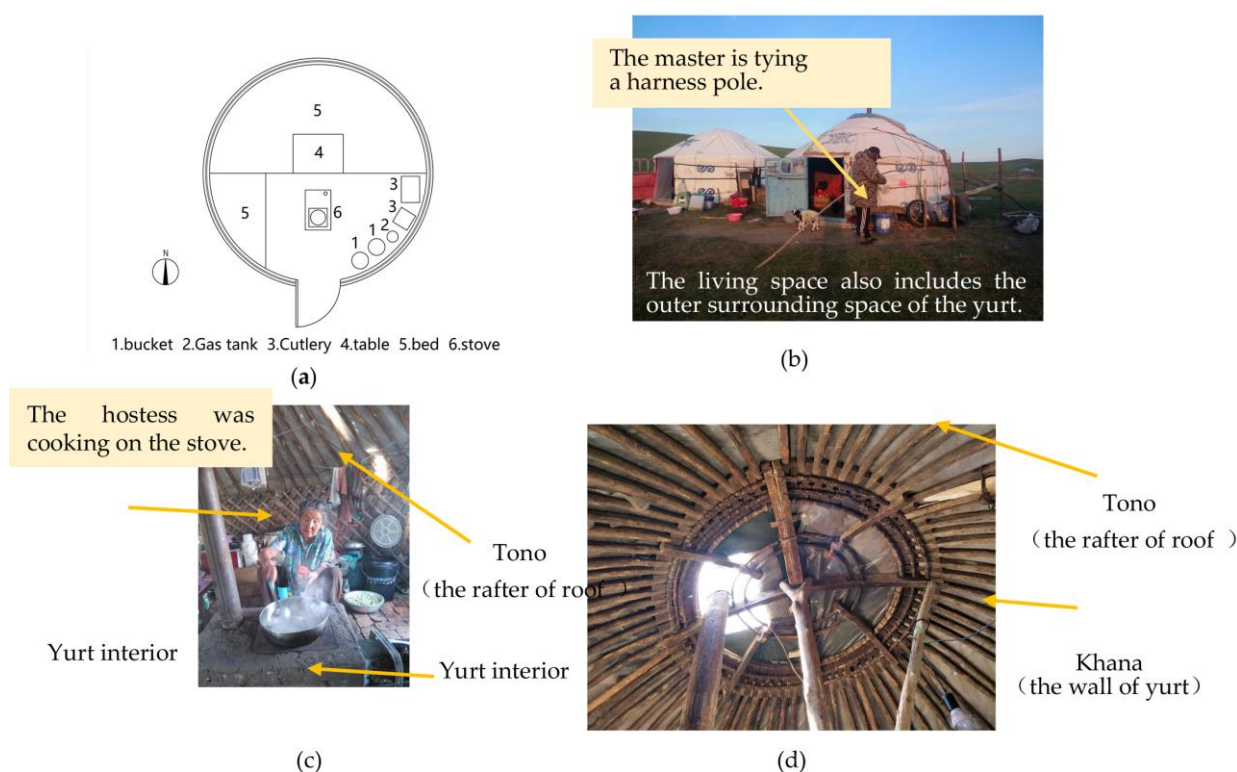 5
4
3
5
3
6
2
1
1
N
1.bucket 2.Gas tank 3.Cutlery 4.table 5.bed 6.stove
(a)
The master is tying
a harness pole.
The living space also includes the
outer surrounding space of the yurt.
(b)
The hostess was
cooking on the stove.
Tono
(the rafter of roof )
Yurt interior
Yurt interior
(c)
Tono
(the rafter of roof )
Khana
(the wall of yurt)
(d)